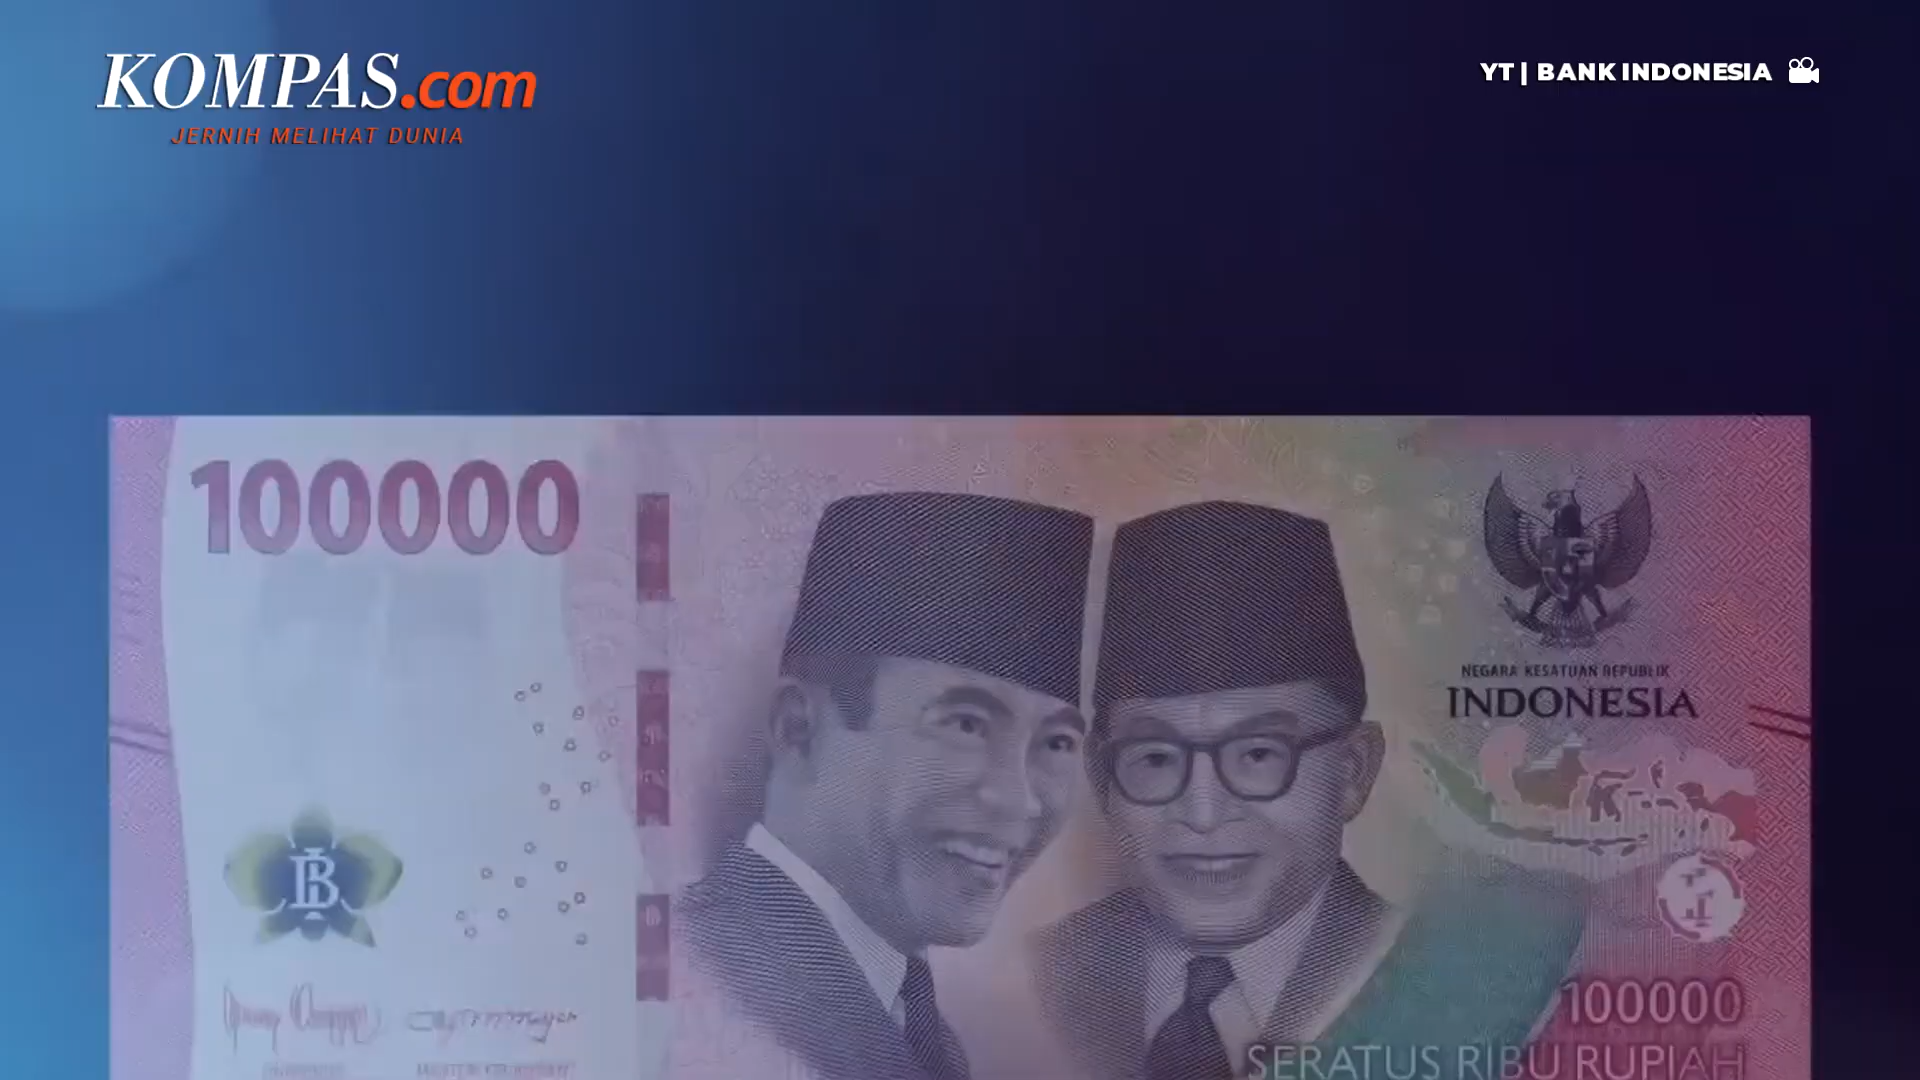 KOMPAS.com
JERNIH MELIHAT DUNIA
YT | BANK INDONESIA
100000
NEGARA KESATUAN REPUBLIK
INDONESIA
100000
SERATUS RIBU RUPIAH